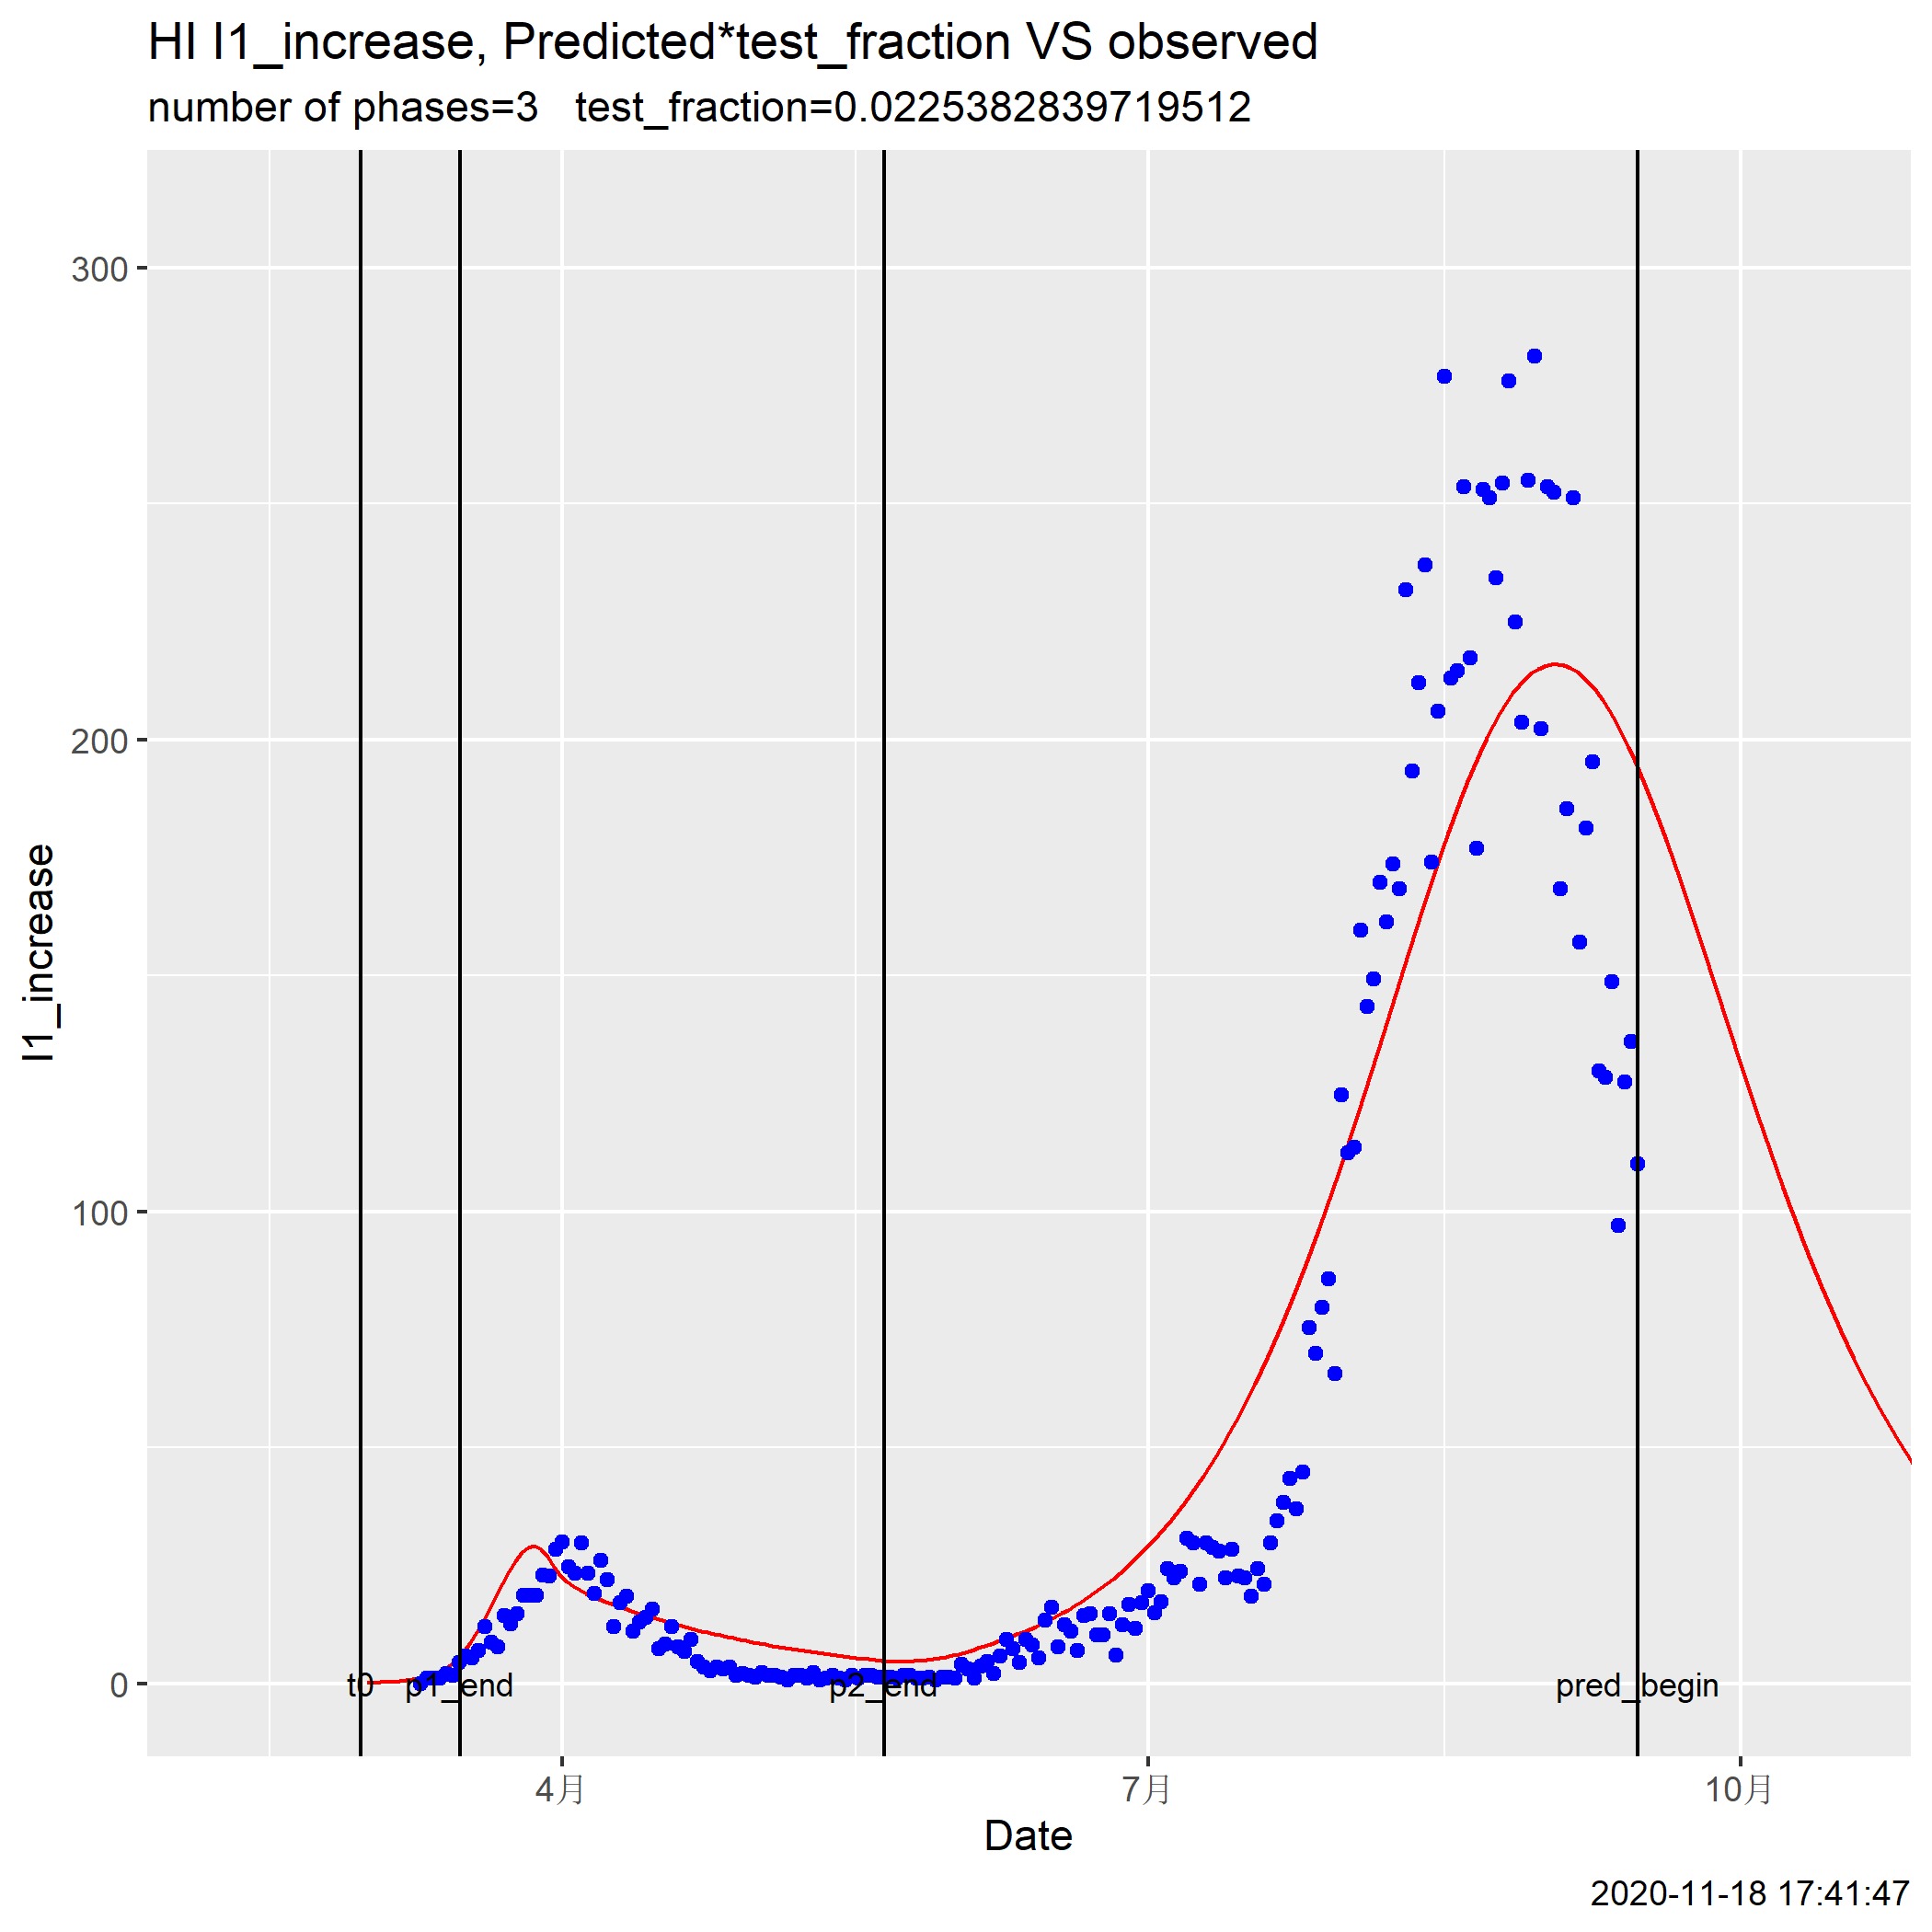 HI I1_increase, Predicted*test_fraction VS observed
number of phases=3   test_fraction=0.0225382839719512
300
200
100
0
I1_increase
t0
p1_end
p2_end
pred_begin
4月
7月
10月
Date
2020-11-18 17:41:47